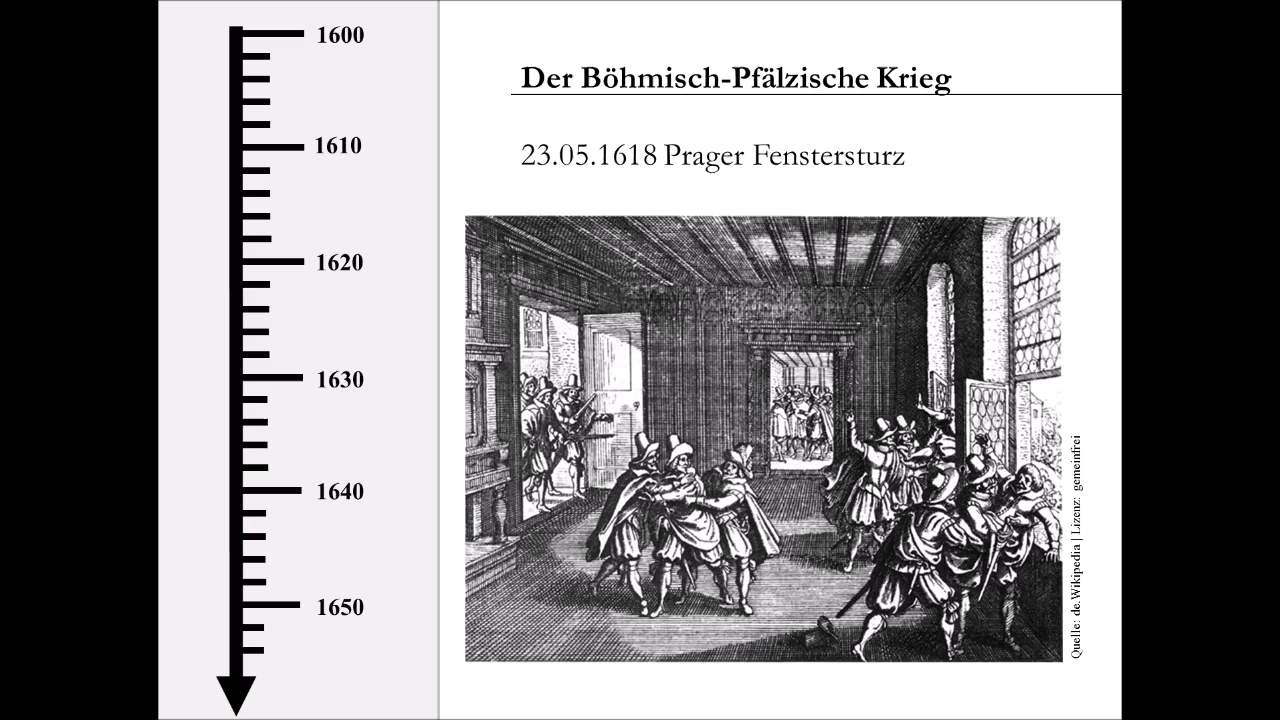 1600
1610
1620
1630
1640
1650
Der Böhmisch-Pfälzische Krieg
23.05.1618 Prager Fenstersturz
Quelle: de.Wikipedia | Lizenz: gemeinfrei